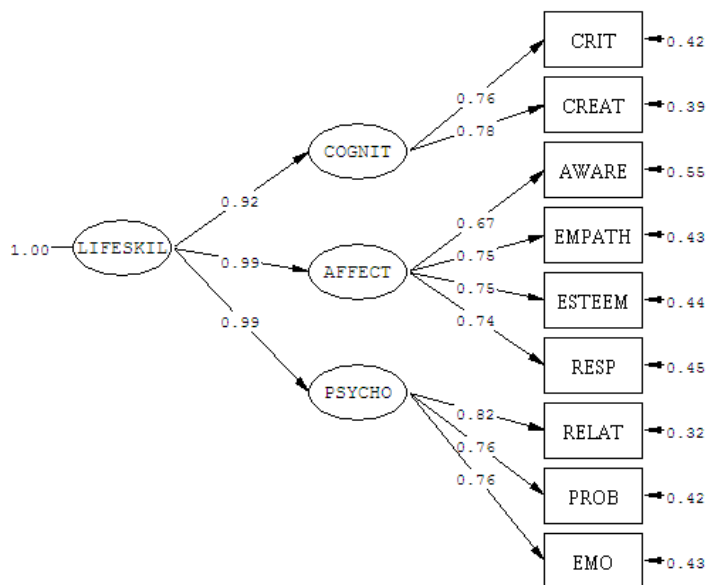 CRIT
0.42
0.76
CREAT
0.39
0.78
COGNIT
AWARE
0.55
0.92
0.67
EMPATH
0.43
0.75
1.00
LIFESKIL
0.99
AFFECT
0.75
ESTEEM
0.44
0.74
0.99
RESP
0.45
PSYCHO
0.82
RELAT
0.32
0.76
PROB
0.42
0.76
EMO
0.43